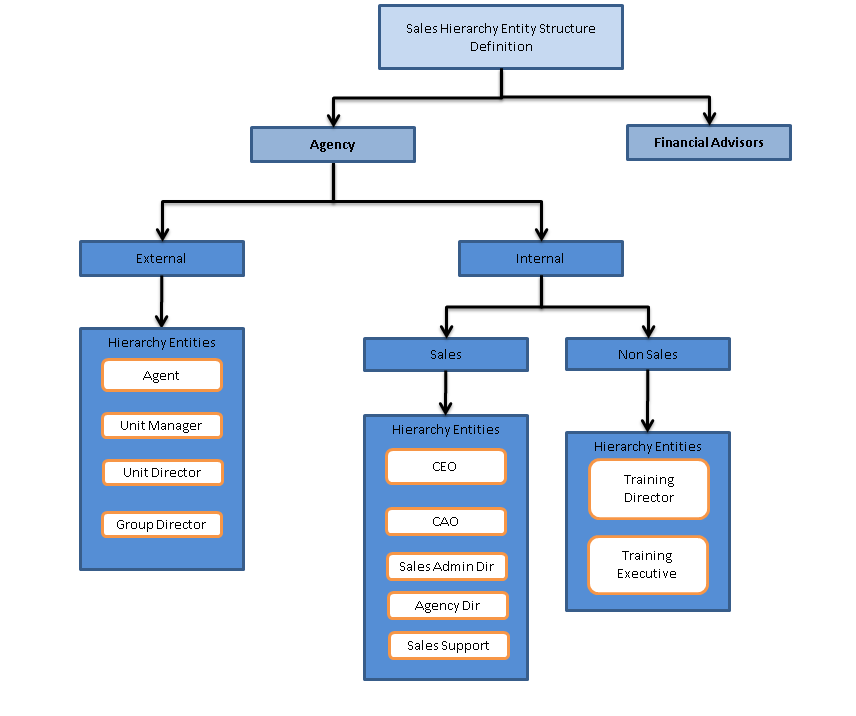 Sales Hierarchy Entity Structure
Definition
Agency
Financial Advisors
External
Internal
Hierarchy Entities
Agent
Unit Manager
Unit Director
Group Director
Sales
Non Sales
Hierarchy Entities
CEO
CAO
Sales Admin Dir
Agency Dir
Sales Support
Hierarchy Entities
Training
Director
Training
Executive